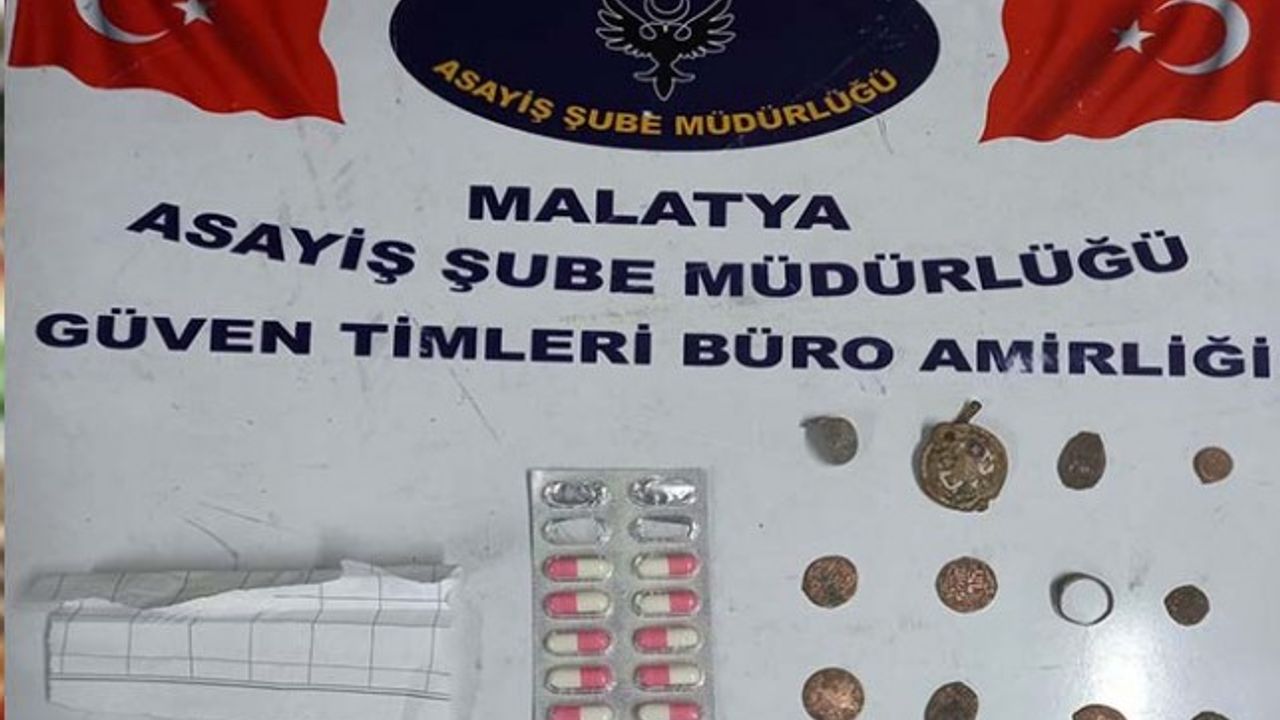 ASAYİŞ ŞUBE MÜDÜRLÜĞÜ
MALATYA
ASAYİŞ ŞUBE MÜDÜRLÜĞÜ
GÜVEN TİMLERİ BÜRO AMİRLİĞİ